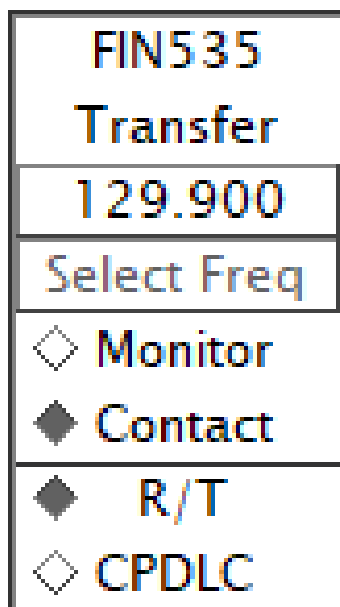 FIN535
Transfer
129.900
Select Freq
Monitor
Contact
R/T
CPDLC